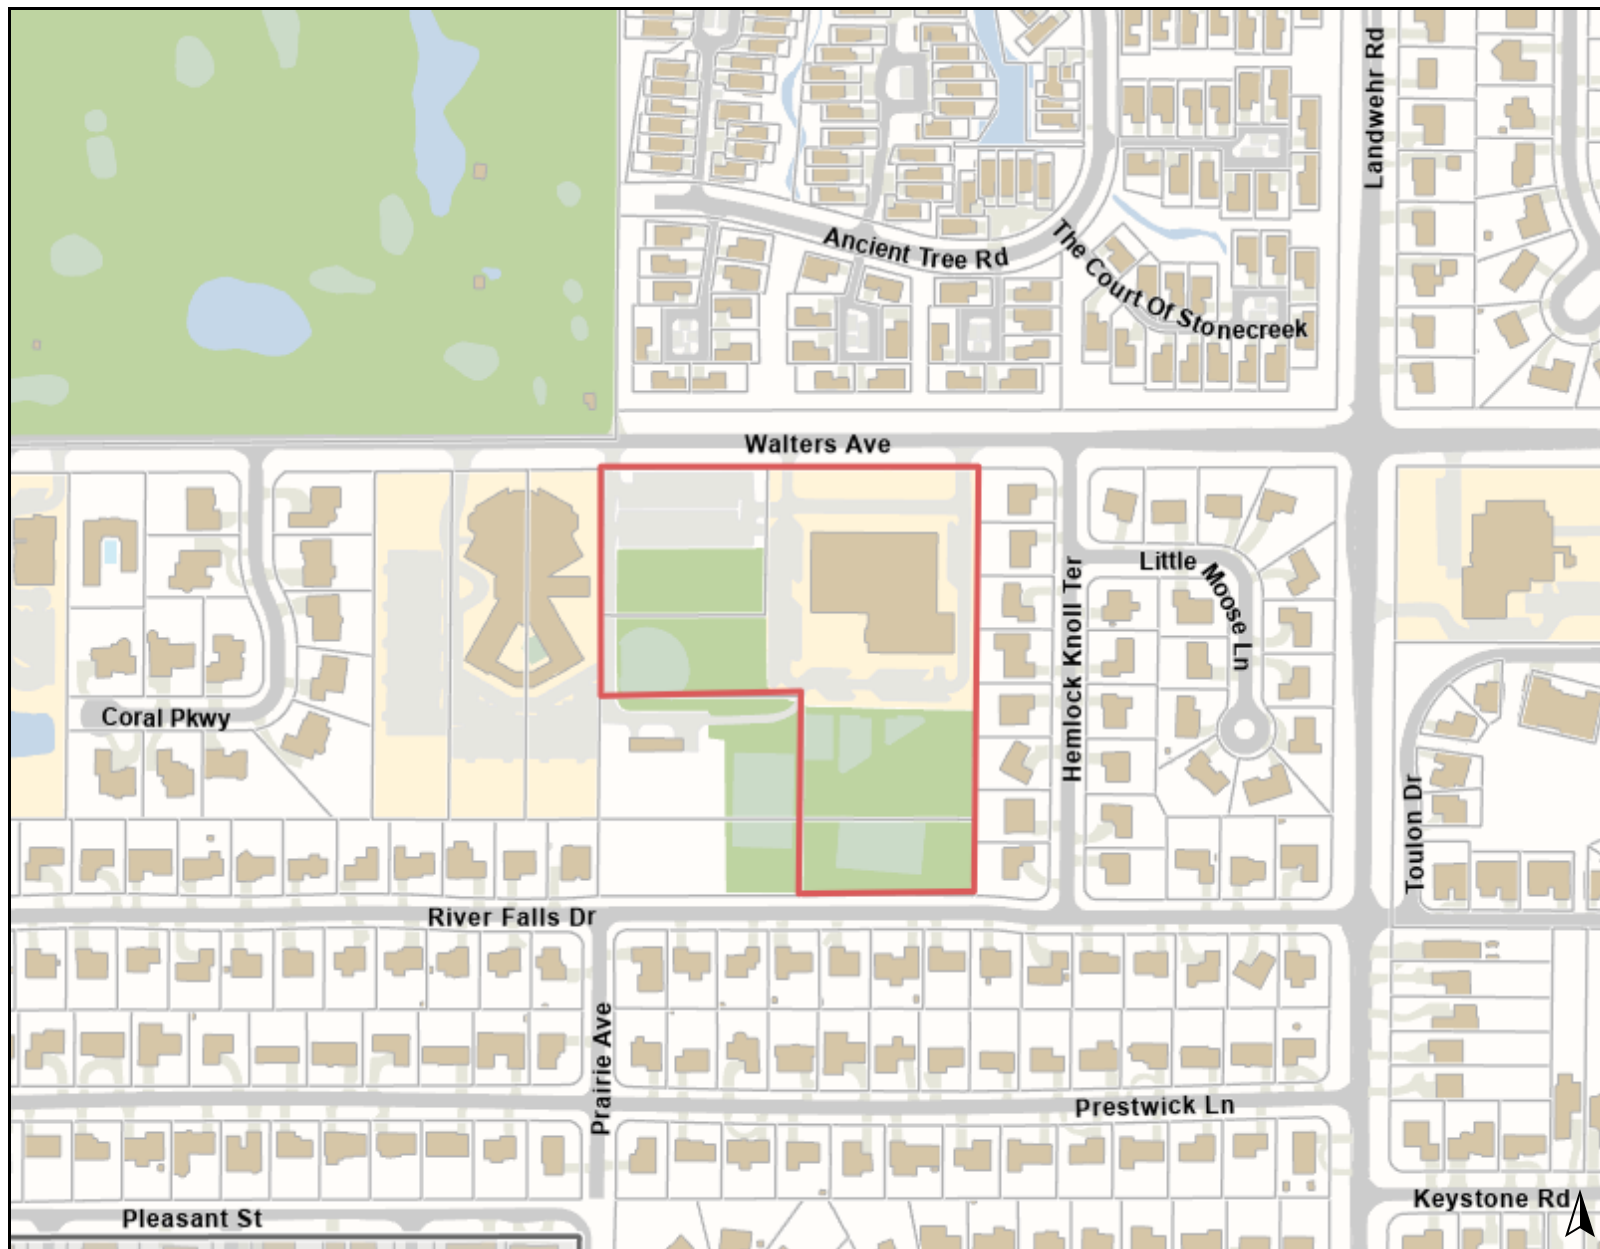 Landwehr Rd
Ancient Tree Rd
The Court Of Stonecreek
Walters Ave
Little Moose Ln
Hemlock Knoll Ter
Coral Pkwy
Toulon Dr
River Falls Dr
Prairie Ave
Prestwick Ln
Keystone Rd
Pleasant St